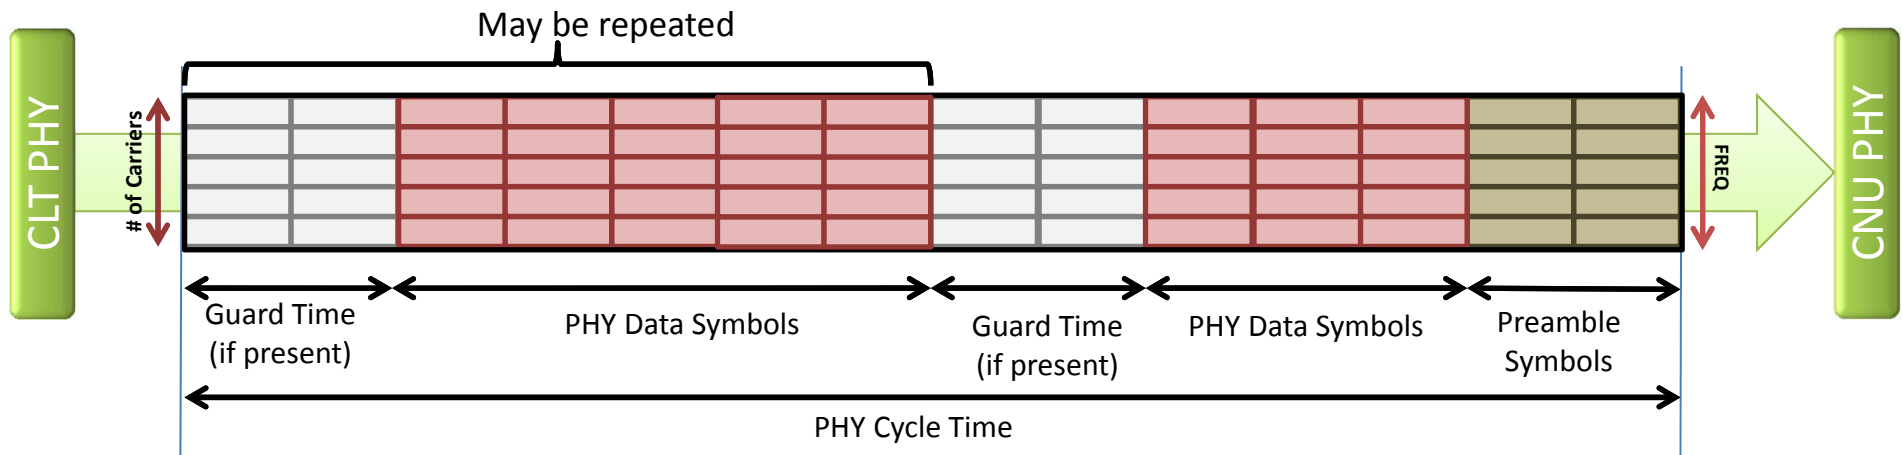 May be repeated
CLT PHY
# of Carriers
FREQ
CNU PHY
Guard Time
(if present)
PHY Data Symbols
Guard Time
(if present)
PHY Data Symbols
Preamble
Symbols
PHY Cycle Time